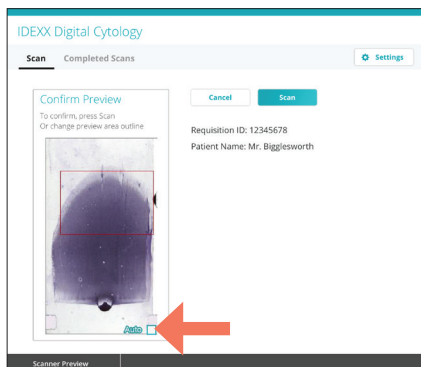 IDEXX Digital Cytology
Scan Completed Scans Settings
Confirm Preview
To confirm, press Scan
Or change preview area outline
Cancel Scan
Requisition ID: 12345678
Patient Name: Mr. Bigglesworth
Auto
Scanner Preview